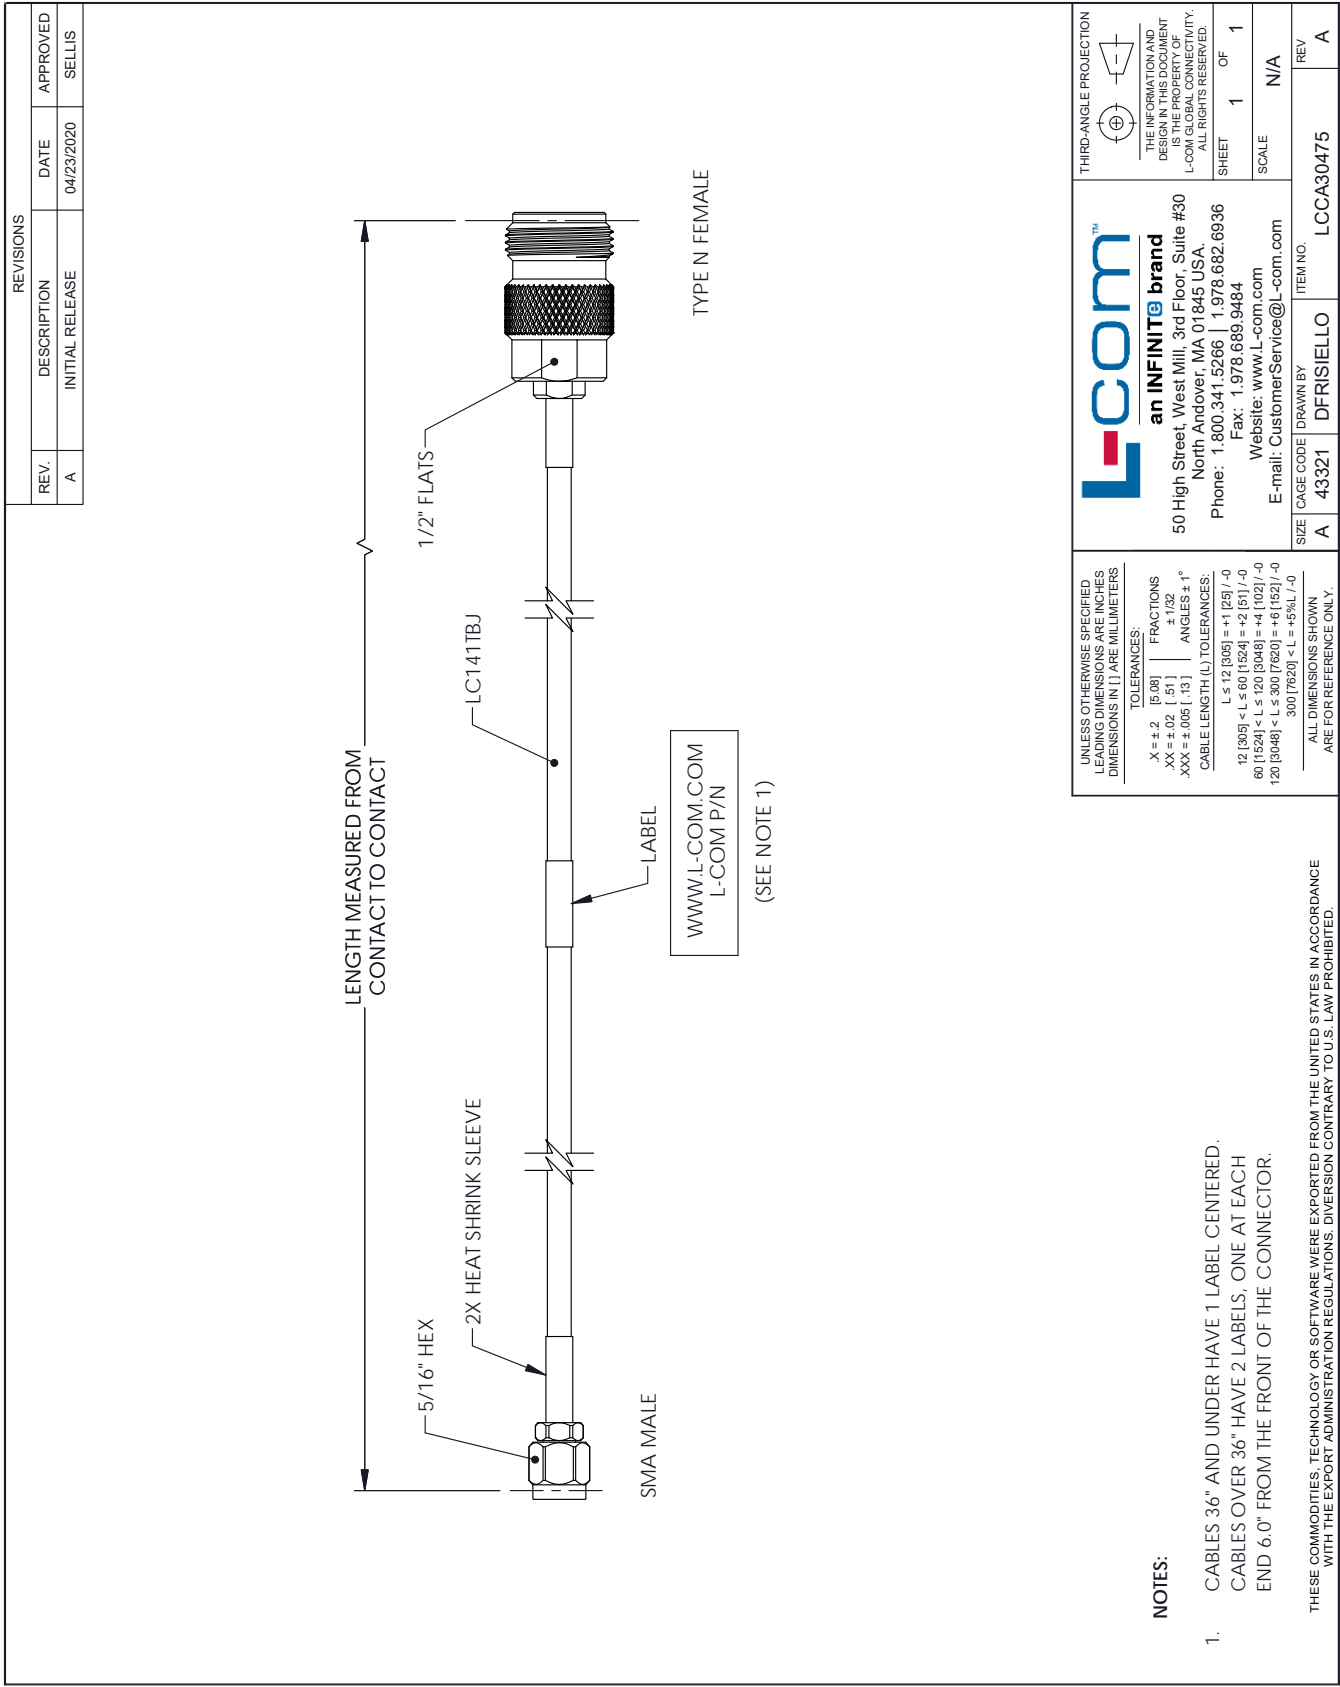 REVISIONS
REV. DESCRIPTION DATE APPROVED
A INITIAL RELEASE 04/23/2020 SELLIS
LENGTH MEASURED FROM
CONTACT TO CONTACT
5/16" HEX
2X HEAT SHRINK SLEEVE
LC141TBJ
1/2" FLATS
LABEL
SMA MALE
WWW.L-COM.COM
L-COM P/N
(SEE NOTE 1)
TYPE N FEMALE
NOTES:
1. CABLES 36" AND UNDER HAVE 1 LABEL CENTERED.
CABLES OVER 36" HAVE 2 LABELS, ONE AT EACH
END 6.0" FROM THE FRONT OF THE CONNECTOR.
THESE COMMODITIES, TECHNOLOGY OR SOFTWARE WERE EXPORTED FROM THE UNITED STATES IN ACCORDANCE
WITH THE EXPORT ADMINISTRATION REGULATIONS. DIVERSION CONTRARY TO U.S. LAW PROHIBITED.
UNLESS OTHERWISE SPECIFIED
LEADING DIMENSIONS ARE INCHES
DIMENSIONS IN [ ] ARE MILLIMETERS
TOLERANCES:
.X = ± .2 [5.08] FRACTIONS
.XX = ± .02 [ .51 ] ± 1/32
.XXX = ± .005 [ .13 ] ANGLES ± 1°
CABLE LENGTH (L) TOLERANCES:
L ≤ 12 [305] = +1 [25] / -0
12 [305] < L ≤ 60 [1524] = +2 [51] / -0
60 [1524] < L ≤ 120 [3048] = +4 [102] / -0
120 [3048] < L ≤ 300 [7620] = +6 [152] / -0
300 [7620] < L = +5%L / -0
ALL DIMENSIONS SHOWN
ARE FOR REFERENCE ONLY.
L-com™
an INFINITe brand
50 High Street, West Mill, 3rd Floor, Suite #30
North Andover, MA 01845 USA.
Phone: 1.800.341.5266 | 1.978.682.6936
Fax: 1.978.689.9484
Website: www.L-com.com
E-mail: CustomerService@L-com.com
THIRD-ANGLE PROJECTION
THE INFORMATION AND
DESIGN IN THIS DOCUMENT
IS THE PROPERTY OF
L-COM GLOBAL CONNECTIVITY.
ALL RIGHTS RESERVED.
SHEET 1 OF 1
SCALE N/A
SIZE A
CAGE CODE 43321
DRAWN BY DFRISIELLO
ITEM NO. LCCA30475
REV A